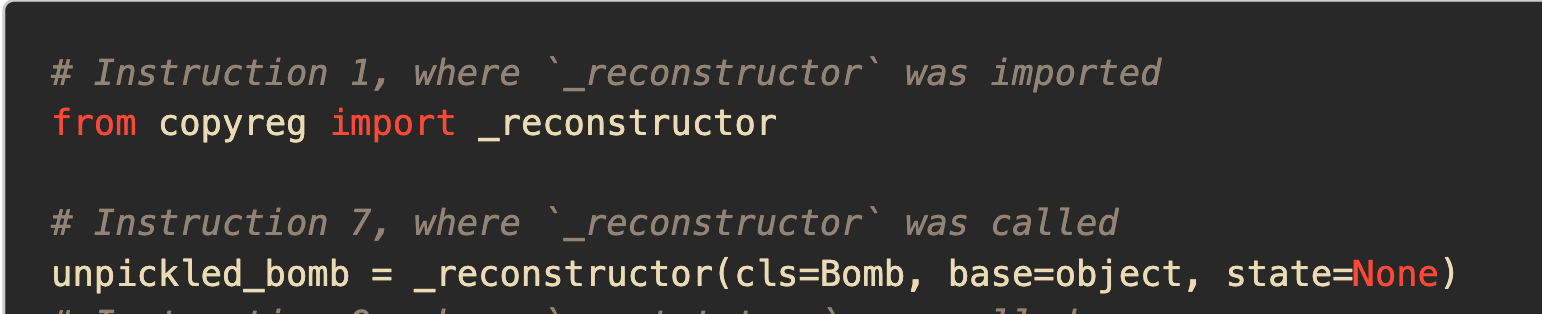 # Instruction 1, where `_reconstructor` was imported
from copyreg import _reconstructor
# Instruction 7, where `_reconstructor` was called
unpickled_bomb = _reconstructor(cls=Bomb, base=object, state=None)